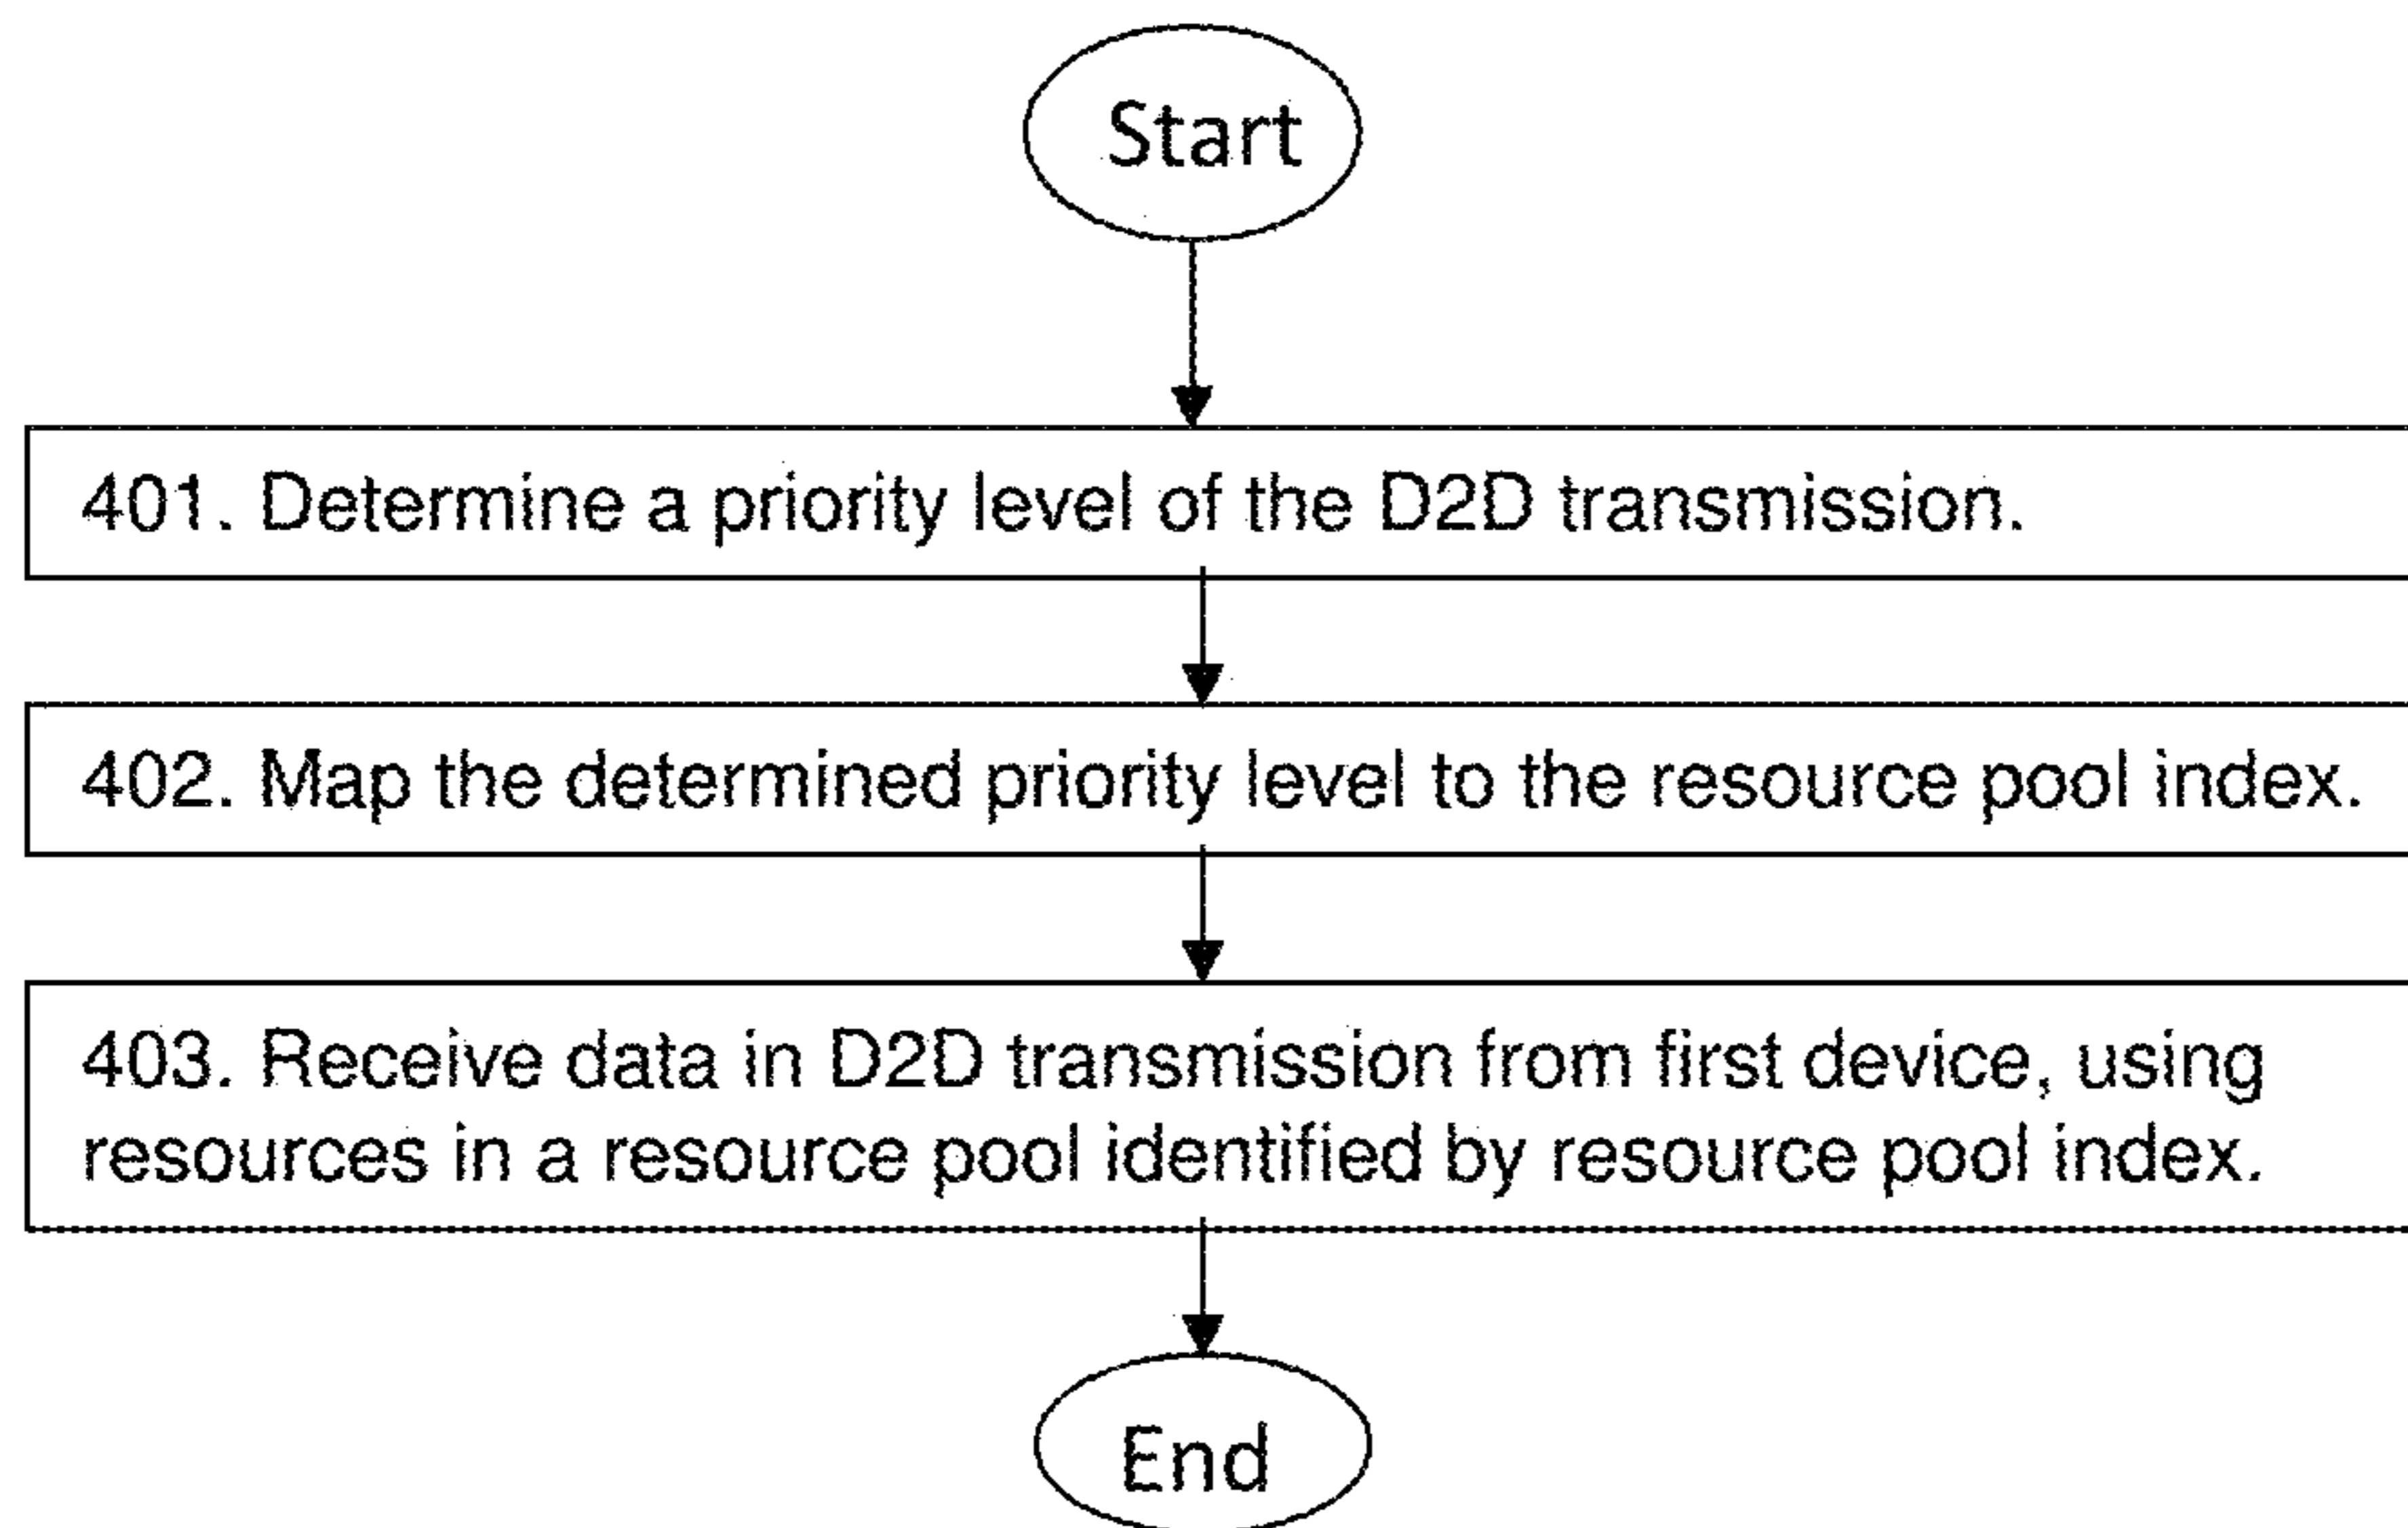 Start
401. Determine a priority level of the D2D transmission.
402. Map the determined priority level to the resource pool index.
403. Receive data in D2D transmission from first device, using
resources in a resource pool identified by resource pool index.
End